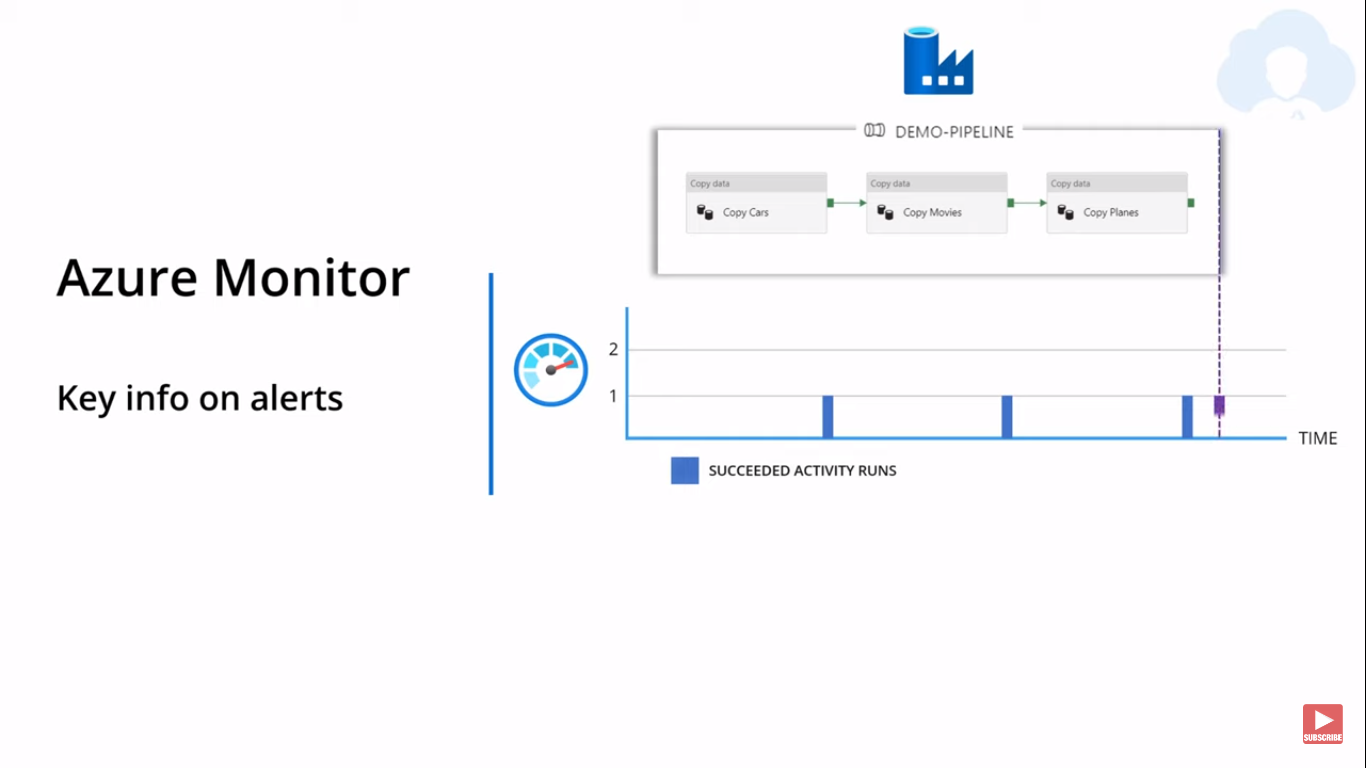 DEMO-PIPELINE
Copy data
Copy Cars
Copy data
Copy Movies
Copy data
Copy Planes
Azure Monitor
Key info on alerts
2
1
TIME
SUCCEEDED ACTIVITY RUNS
SUBSCRIBE